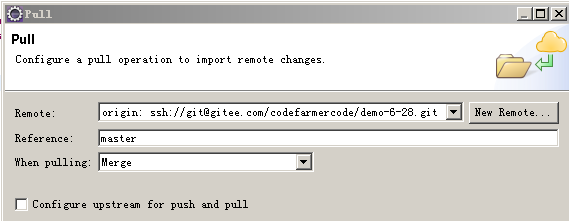 Pull
Pull
Configure a pull operation to import remote changes.
Remote: origin: ssh://git@gitee.com/codefarmercode/demo-6-28.git New Remote...
Reference: master
When pulling: Merge
Configure upstream for push and pull